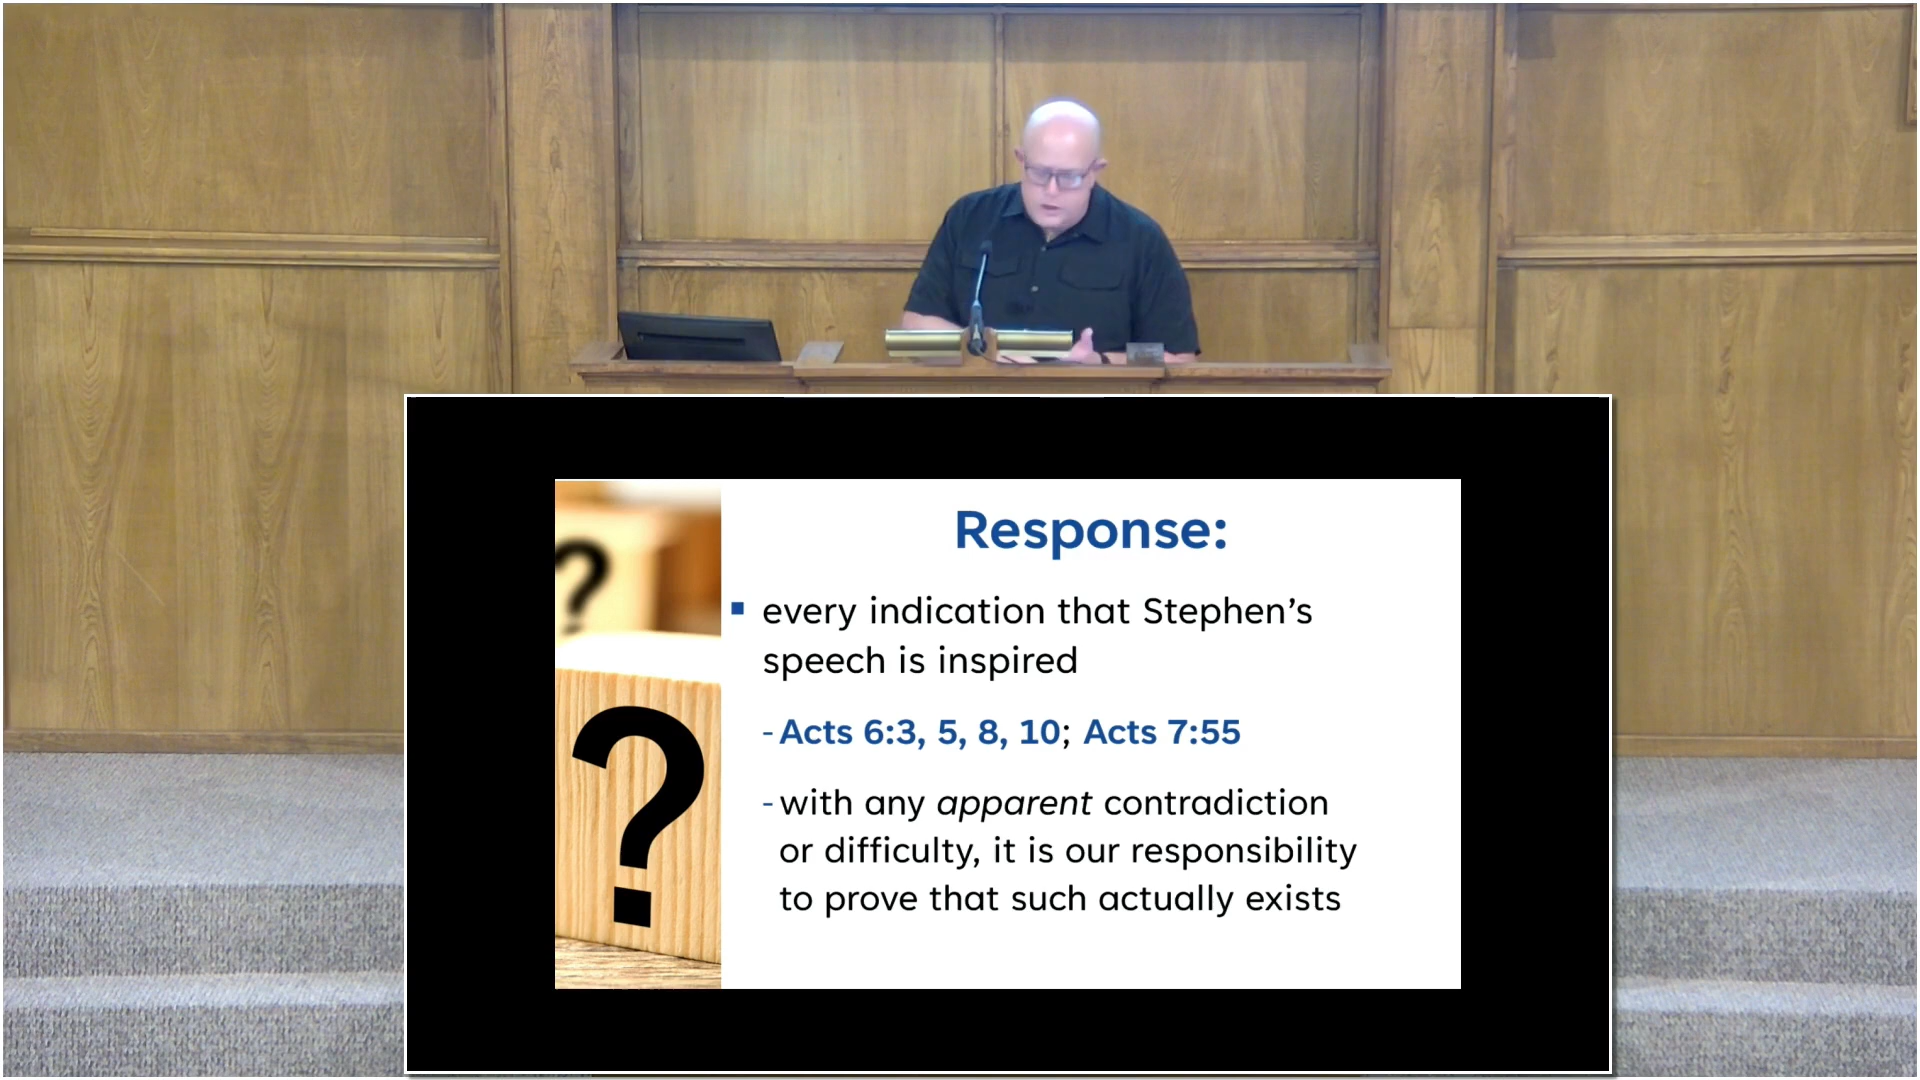 Response:
▪ every indication that Stephen’s
speech is inspired
- Acts 6:3, 5, 8, 10; Acts 7:55
- with any apparent contradiction
or difficulty, it is our responsibility
to prove that such actually exists
?
?